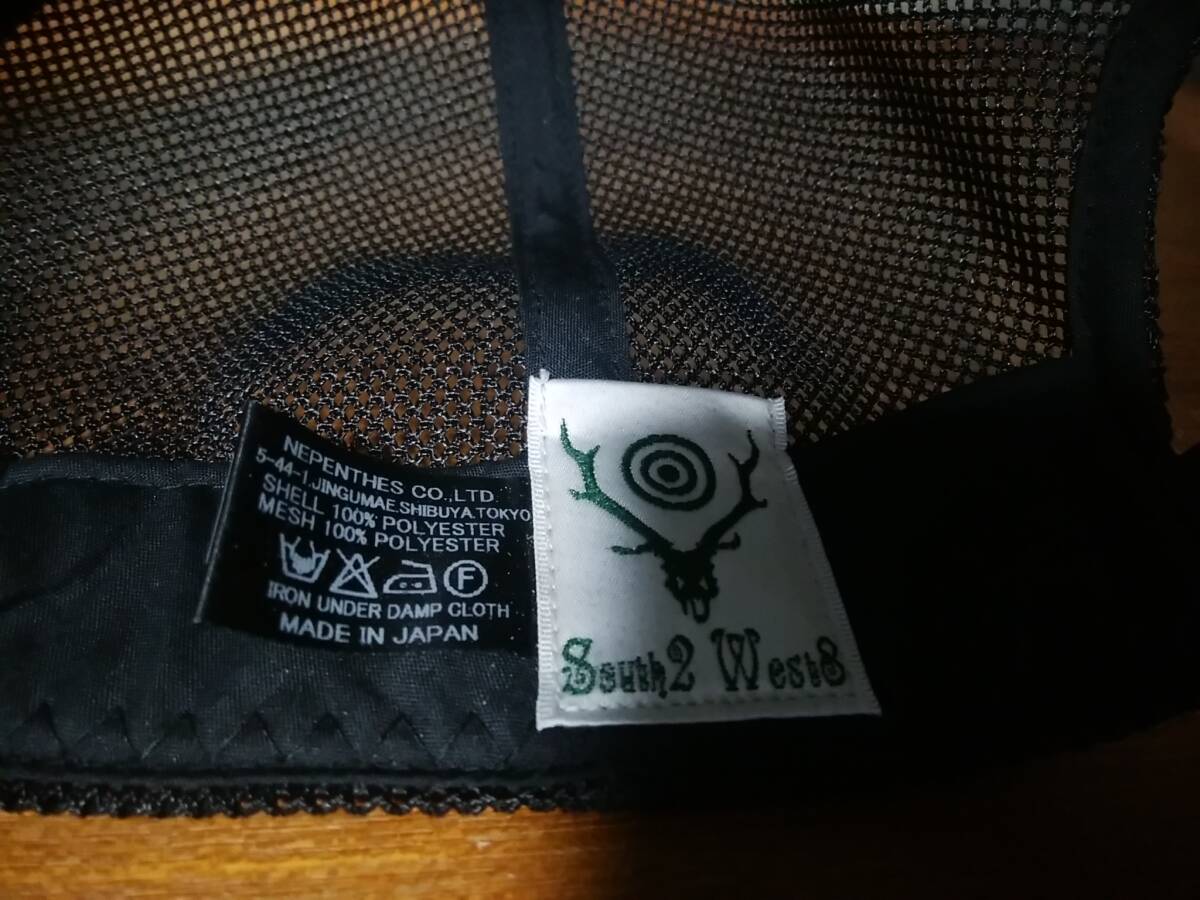 NEPENTHES CO.,LTD.
5-44-1.JINGUMAE.SHIBUYA.TOKYO
SHELL 100% POLYESTER
MESH 100% POLYESTER
F
IRON UNDER DAMP CLOTH
MADE IN JAPAN
South2 West8